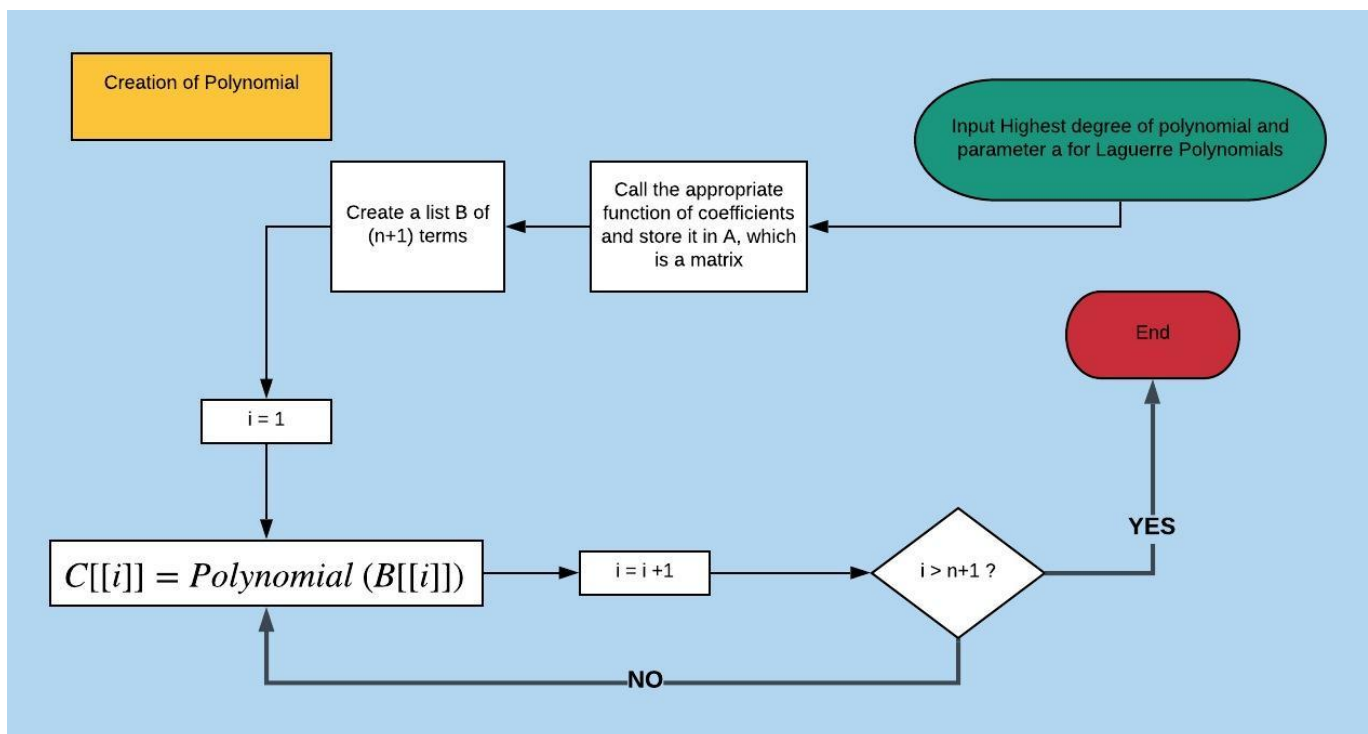 Creation of Polynomial
Input Highest degree of polynomial and
parameter a for Laguerre Polynomials
Call the appropriate
function of coefficients
and store it in A, which
is a matrix
Create a list B of
(n+1) terms
End
i = 1
C[[i]] = Polynomial (B[[i]])
i = i +1
i > n+1 ?
YES
NO